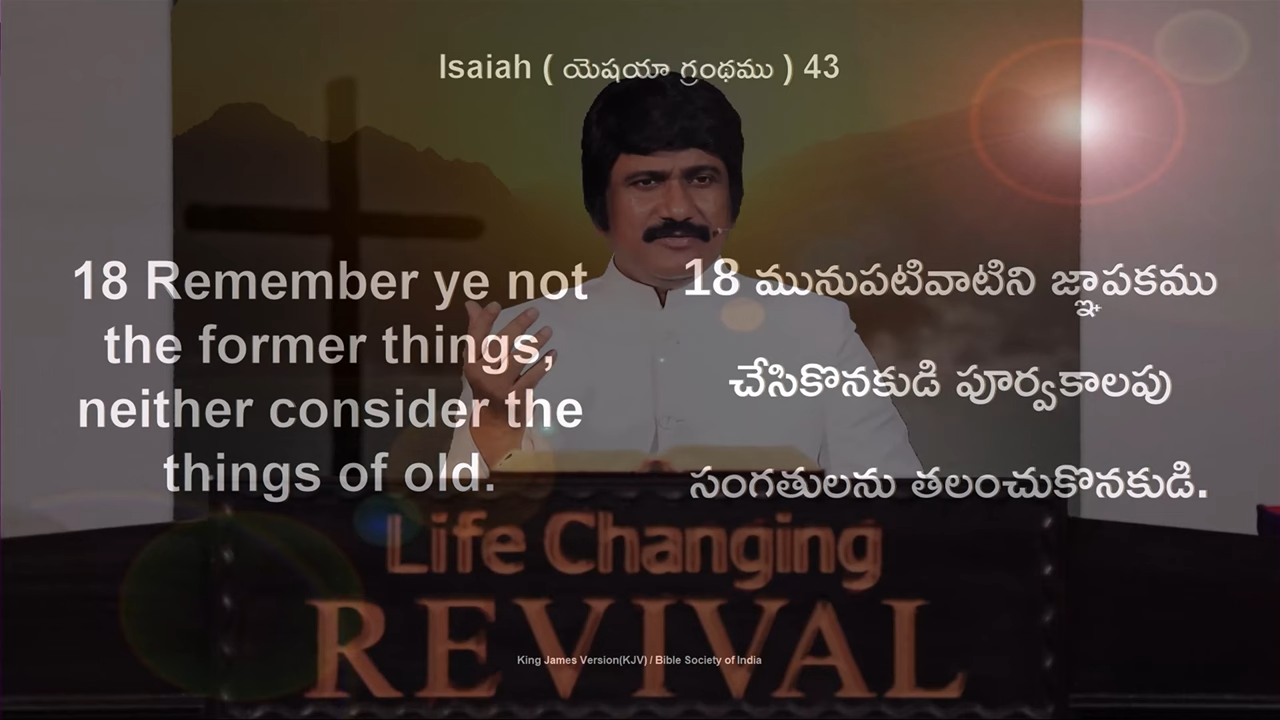 Isaiah ( యెషయా గ్రంథము ) 43
18 Remember ye not
the former things,
neither consider the
things of old.
18 మునుపటివాటిని జ్ఞాపకము
చేసికొనకుడి పూర్వకాలపు
సంగతులను తలంచుకొనకుడి.
Life Changing
REVIVAL
King James Version(KJV) / Bible Society of India